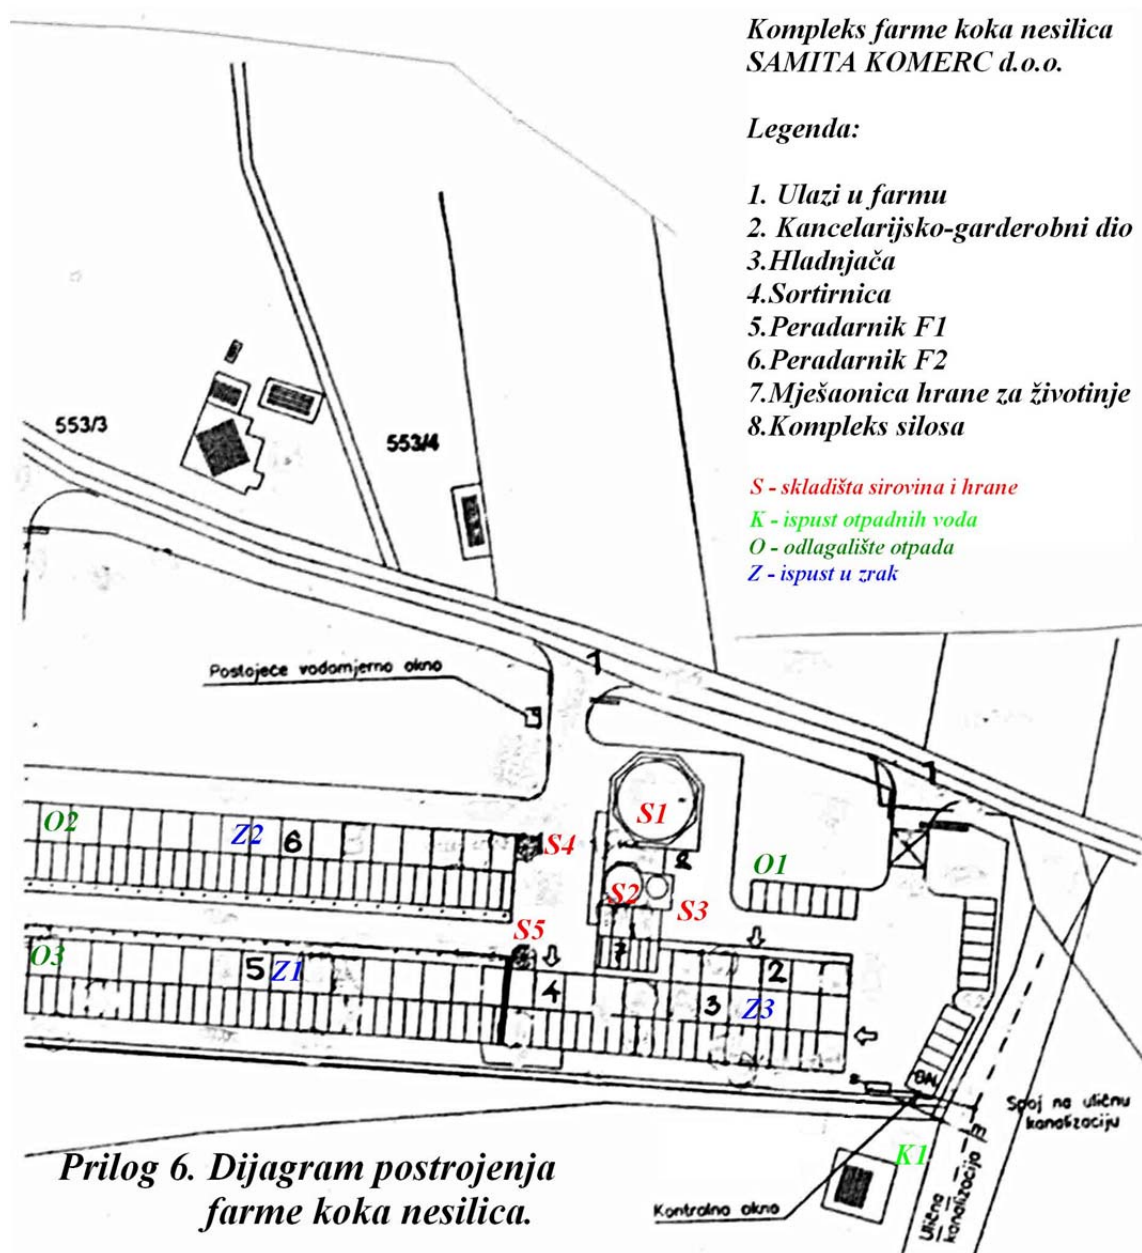 Kompleks farme koka nesilica
SAMITA KOMERC d.o.o.
Legenda:
1. Ulazi u farmu
2. Kancelarijsko-garderobni dio
3.Hladnjača
4.Sortirnica
5.Peradarnik F1
6.Peradarnik F2
7.Mješaonica hrane za životinje
8.Kompleks silosa
S - skladišta sirovina i hrane
K - ispust otpadnih voda
O - odlagalište otpada
Z - ispust u zrak
553/3
553/4
1
Postojeće vodomjerno okno
1
S1
O2
Z2
6
S4
8
O1
S2
S3
S5
O3
5
Z1
4
7
2
3
Z3
Spoj na uličnu
kanalizaciju
K1
Kontrolno okno
Ulična
kanalizacija
Prilog 6. Dijagram postrojenja
farme koka nesilica.